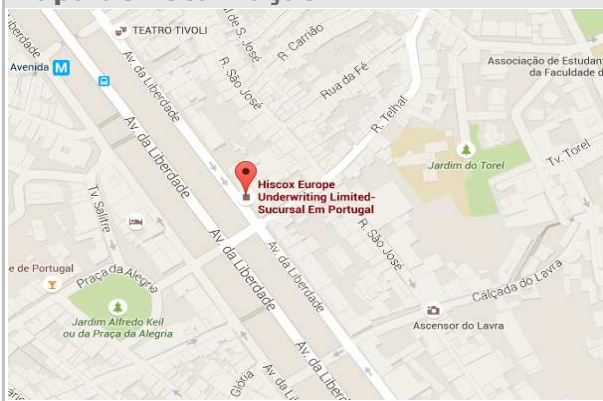 TEATRO TIVOLI
Avenida M
Av. da Liberdade
R. São José
R. Carrião
Rua da Fé
R. Telhal
Associação de Estudan
da Faculdade d
Jardim do Torel
Tv. Torel
Av. da Liberdade
Hiscox Europe
Underwriting Limited-
Sucursal Em Portugal
Tv. Salitre
Av. da Liberdade
Av. da Liberdade
R. São José
e de Portugal
Praça da Alegria
Calçada do Lavra
Jardim Alfredo Keil
ou da Praça da Alegria
Ascensor do Lavra
Av. da Liberdade
Glória
Av. da Li